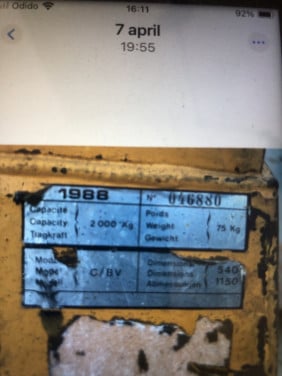 Odido 16:11 92%
7 april
19:55
1988 N° 046880
Capacité Poids
Capacity 2 000 Kg Weight 75 Kg
Tragkraft Gewicht
Dimensions 540
C/BV Dimensions 1150
Abmessungen